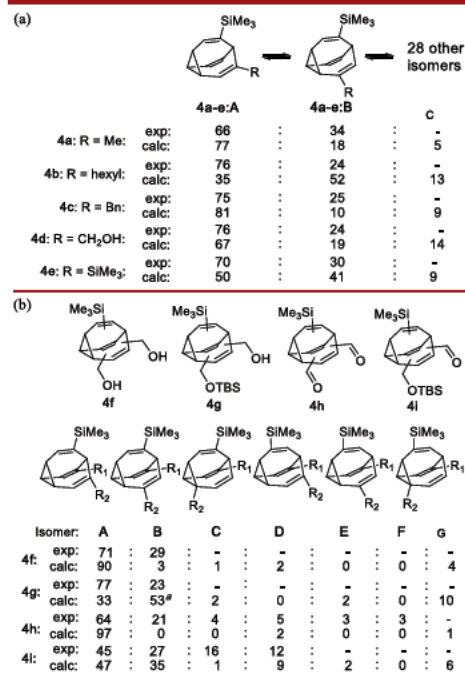 (a)
SiMe3 SiMe3
R R
28 other
isomers
4a-e:A 4a-e:B C
4a: R = Me: exp: 66 : 34 : -
calc: 77 : 18 : 5
4b: R = hexyl: exp: 76 : 24 : -
calc: 35 : 52 : 13
4c: R = Bn: exp: 75 : 25 : -
calc: 81 : 10 : 9
4d: R = CH2OH: exp: 76 : 24 : -
calc: 67 : 19 : 14
4e: R = SiMe3: exp: 70 : 30 : -
calc: 50 : 41 : 9
(b)
Me3Si Me3Si Me3Si Me3Si
OH OH O O
OH OTBS O OTBS
4f 4g 4h 4i
SiMe3 SiMe3 SiMe3 SiMe3 SiMe3 SiMe3
R1 R1 R1 R1 R1 R1
R2 R2 R2 R2 R2 R2
Isomer: A B C D E F G
4f: exp: 71 : 29 : - : - : - : - : -
calc: 90 : 3 : 1 : 2 : 0 : 0 : 4
4g: exp: 77 : 23 : - : - : - : - : -
calc: 33 : 53a : 2 : 0 : 2 : 0 : 10
4h: exp: 64 : 21 : 4 : 5 : 3 : 3 : -
calc: 97 : 0 : 0 : 2 : 0 : 0 : 1
4i: exp: 45 : 27 : 16 : 12 : - : - : -
calc: 47 : 35 : 1 : 9 : 2 : 0 : 6